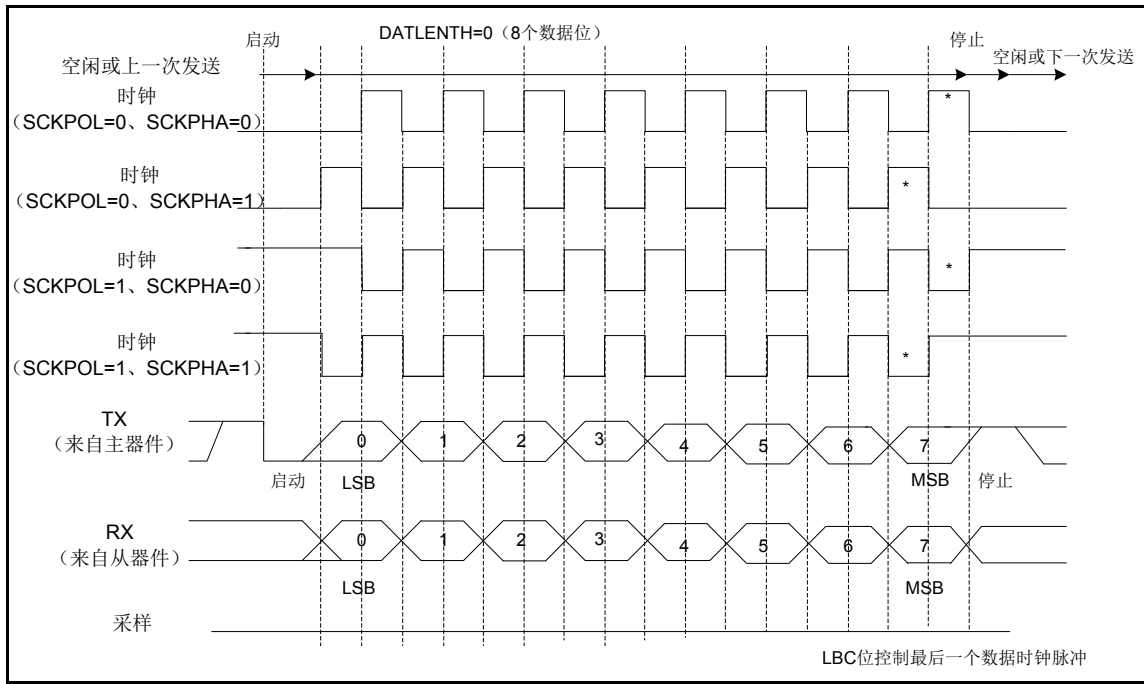 启动
DATLENTH=0（8个数据位）
停止
空闲或上一次发送
空闲或下一次发送
时钟
（SCKPOL=0、SCKPHA=0）
*
时钟
（SCKPOL=0、SCKPHA=1）
*
时钟
（SCKPOL=1、SCKPHA=0）
*
时钟
（SCKPOL=1、SCKPHA=1）
*
TX
（来自主器件）
0 1 2 3 4 5 6 7
启动 LSB MSB 停止
RX
（来自从器件）
0 1 2 3 4 5 6 7
LSB MSB
采样
LBC位控制最后一个数据时钟脉冲